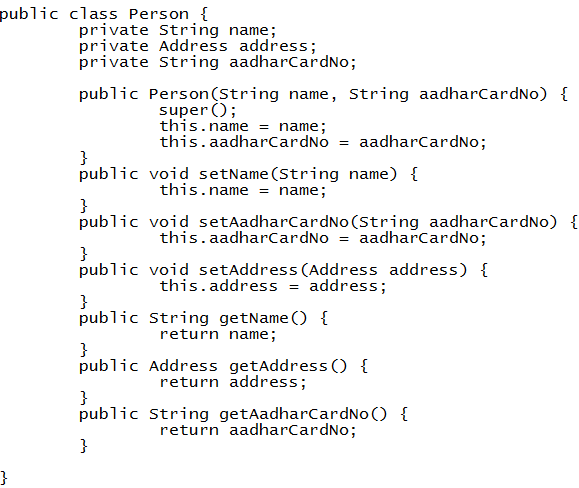 public class Person {
        private String name;
        private Address address;
        private String aadharCardNo;

        public Person(String name, String aadharCardNo) {
                super();
                this.name = name;
                this.aadharCardNo = aadharCardNo;
        }
        public void setName(String name) {
                this.name = name;
        }
        public void setAadharCardNo(String aadharCardNo) {
                this.aadharCardNo = aadharCardNo;
        }
        public void setAddress(Address address) {
                this.address = address;
        }
        public String getName() {
                return name;
        }
        public Address getAddress() {
                return address;
        }
        public String getAadharCardNo() {
                return aadharCardNo;
        }

}